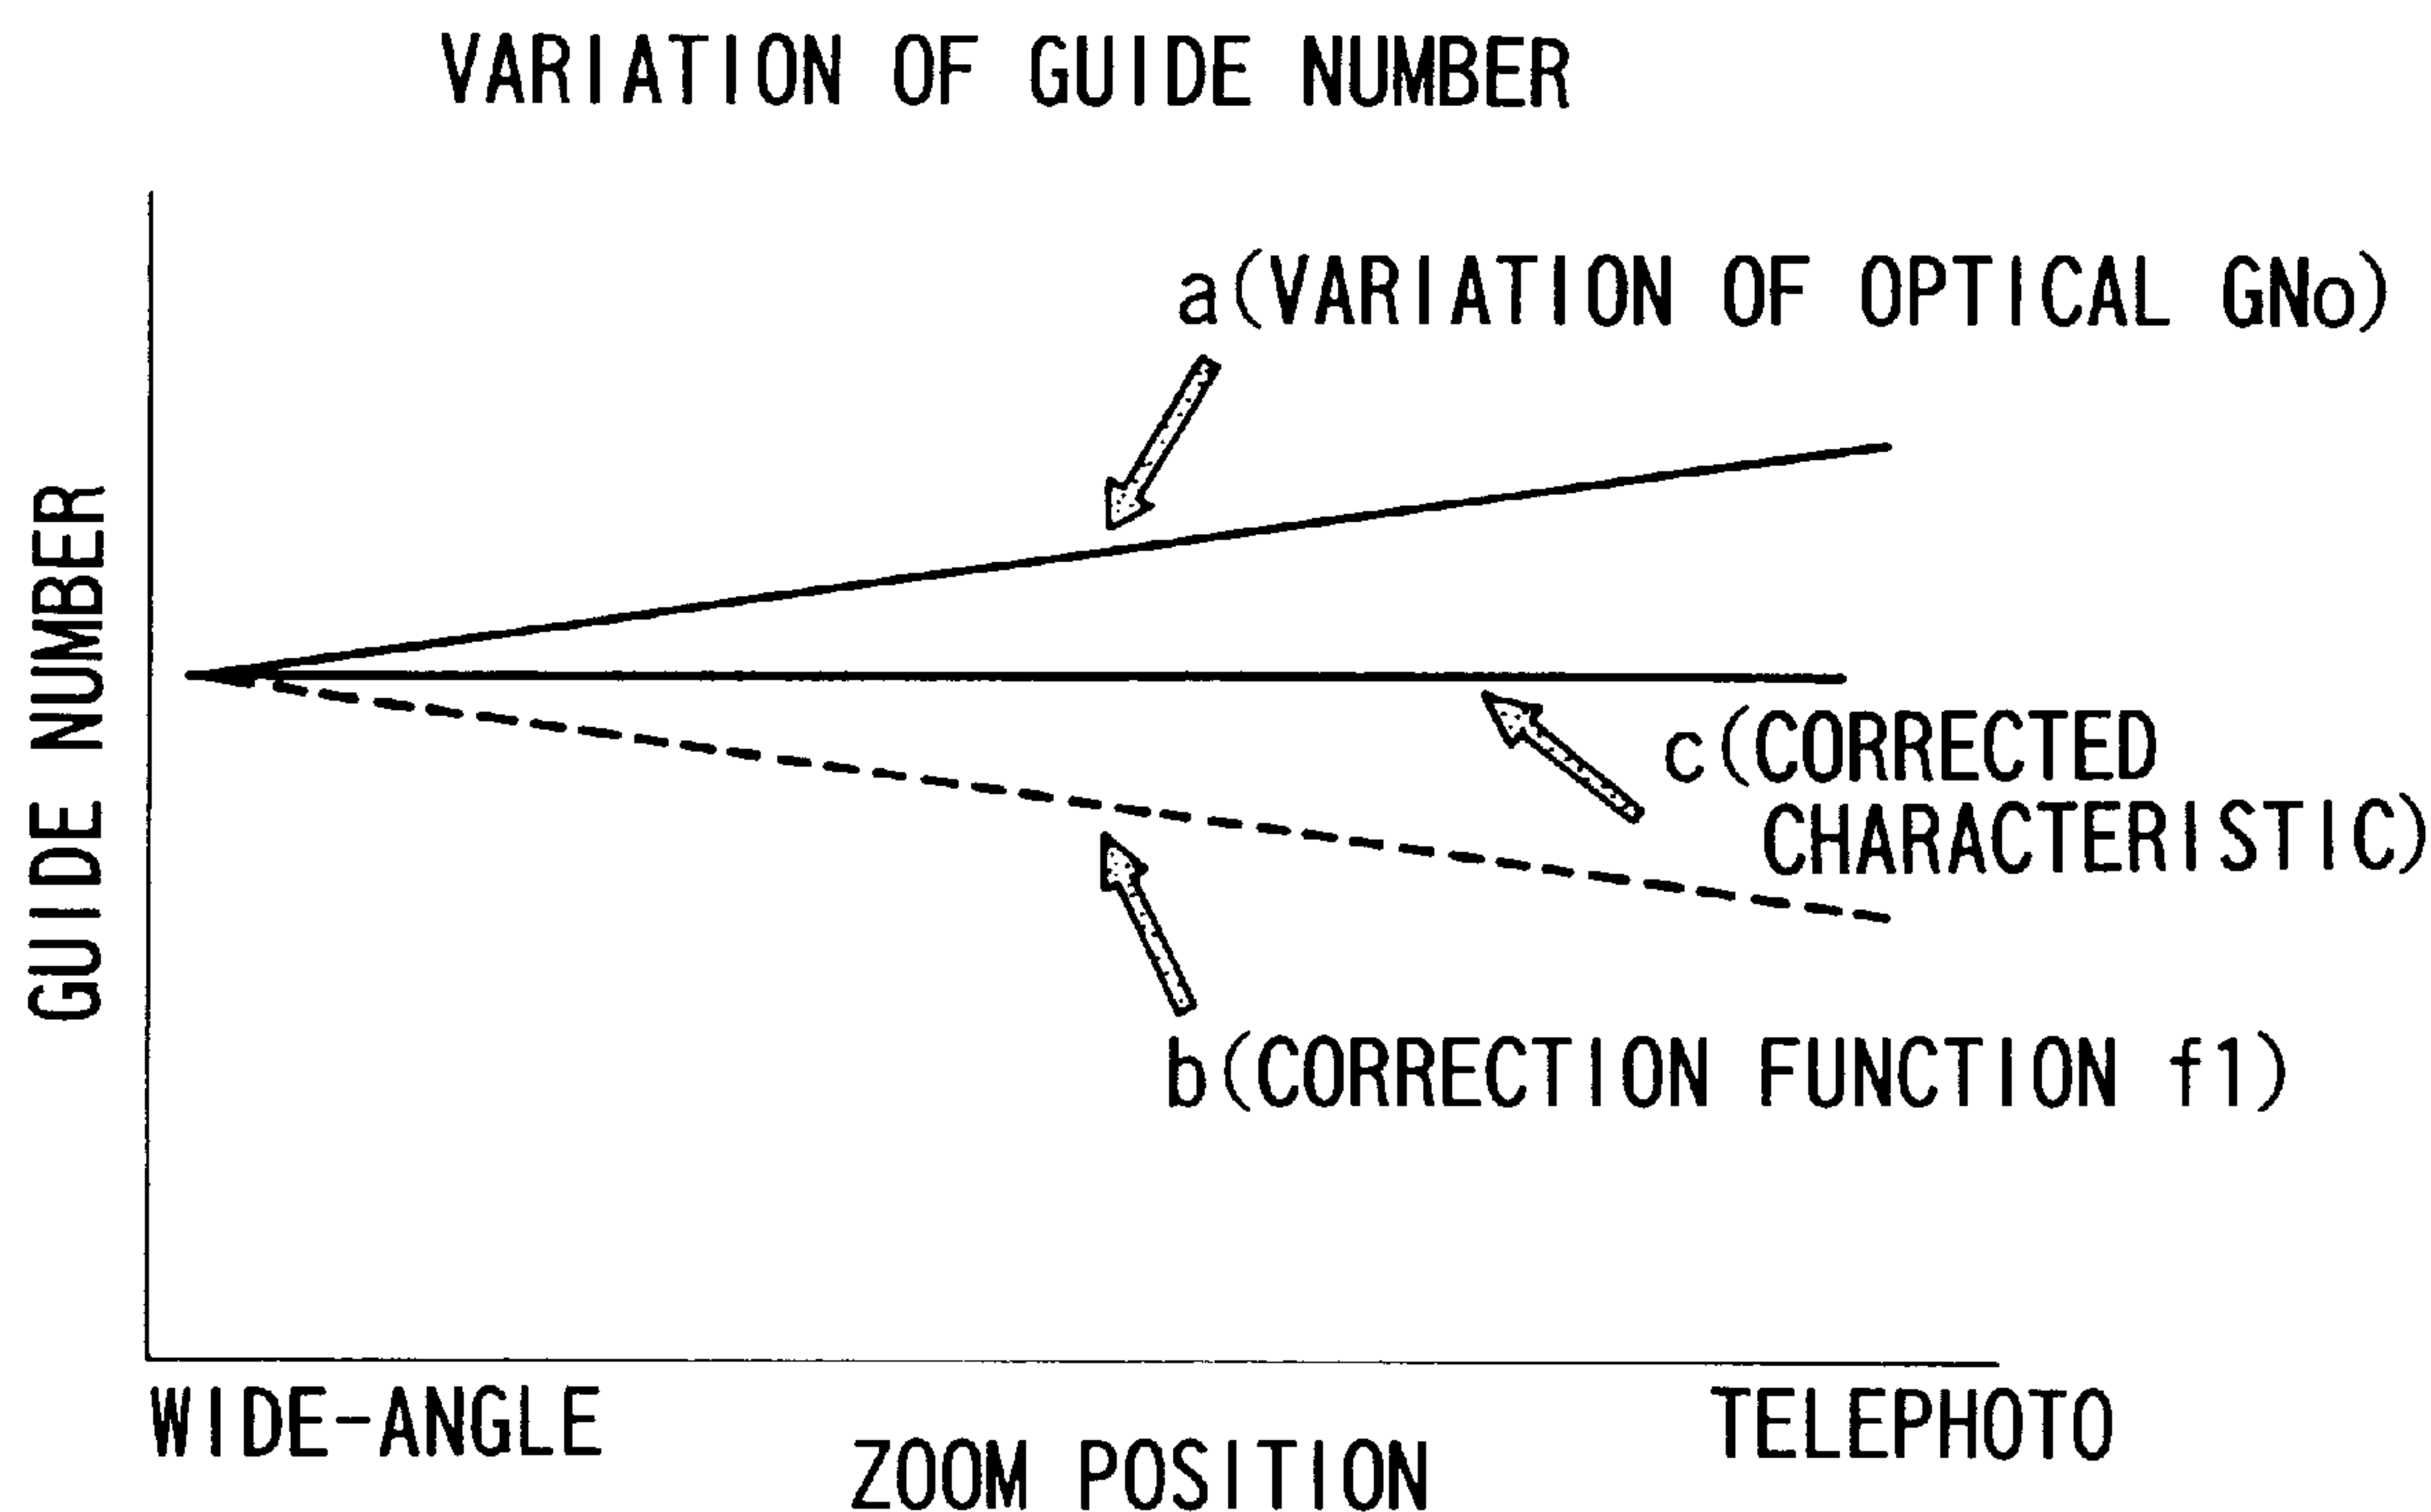 VARIATION OF GUIDE NUMBER
a(VARIATION OF OPTICAL GNo)
GUIDE NUMBER
c(CORRECTED
CHARACTERISTIC)
b(CORRECTION FUNCTION f1)
WIDE-ANGLE
TELEPHOTO
ZOOM POSITION